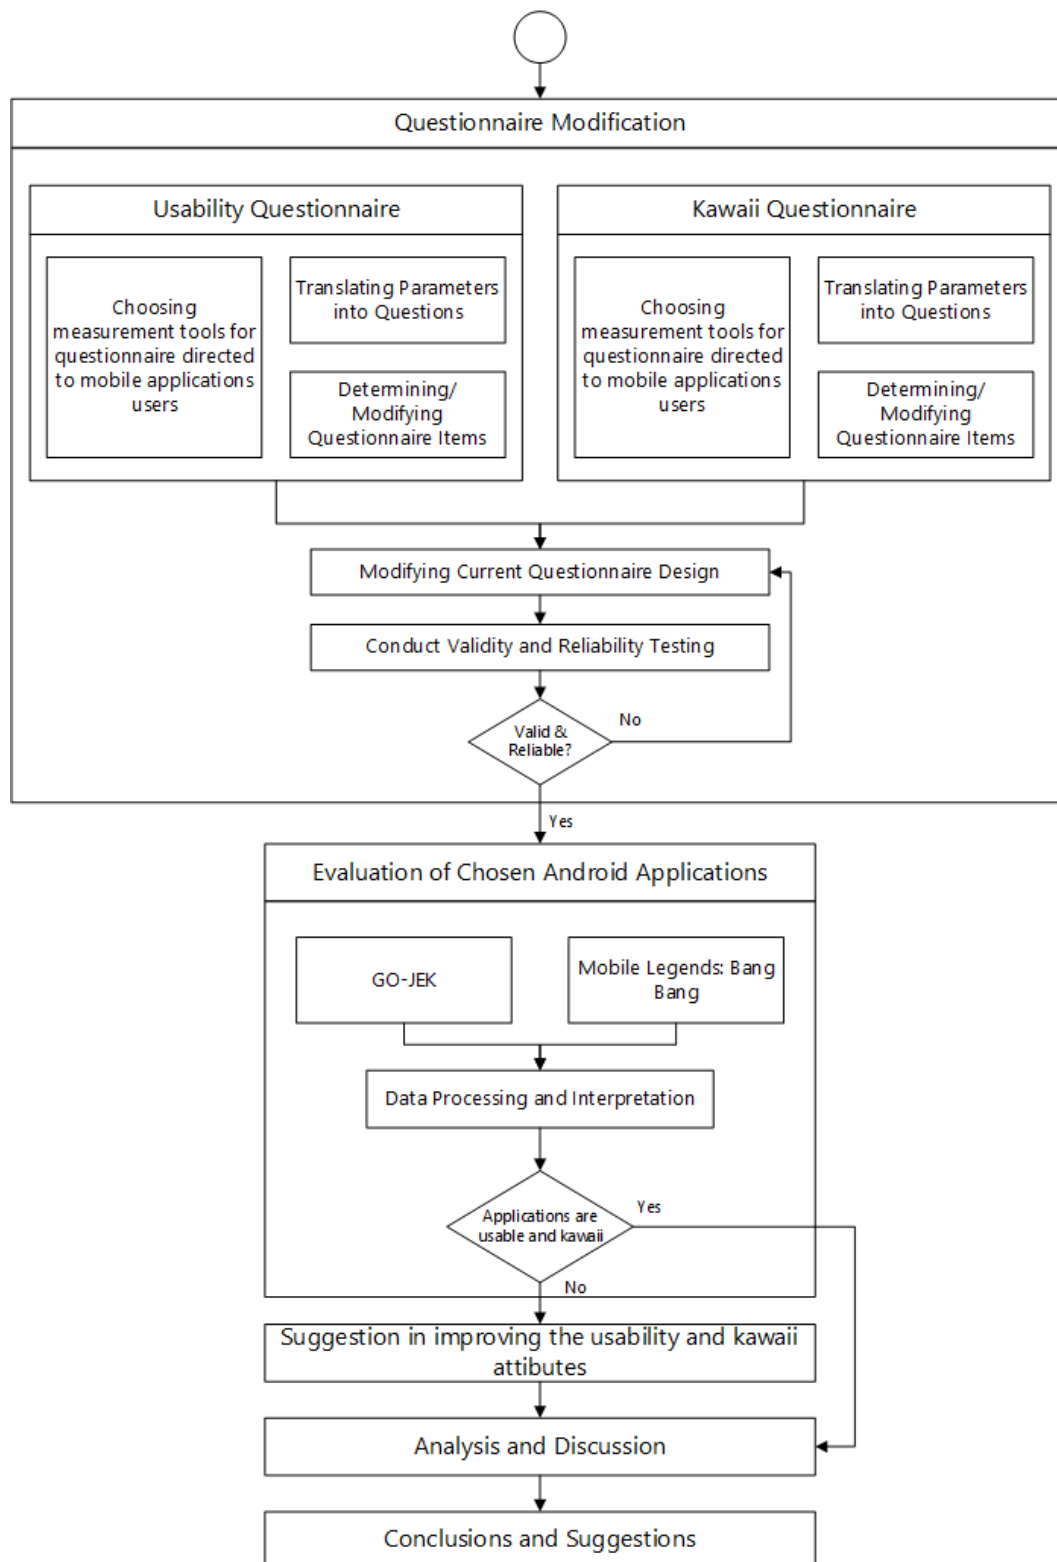 Questionnaire Modification
Usability Questionnaire
Choosing
measurement tools for
questionnaire directed
to mobile applications
users
Translating Parameters
into Questions
Determining/
Modifying
Questionnaire Items
Kawaii Questionnaire
Choosing
measurement tools for
questionnaire directed
to mobile applications
users
Translating Parameters
into Questions
Determining/
Modifying
Questionnaire Items
Modifying Current Questionnaire Design
Conduct Validity and Reliability Testing
Valid &
Reliable?
No
Yes
Evaluation of Chosen Android Applications
GO-JEK
Mobile Legends: Bang
Bang
Data Processing and Interpretation
Applications are
usable and kawaii
Yes
No
Suggestion in improving the usability and kawaii
attibutes
Analysis and Discussion
Conclusions and Suggestions